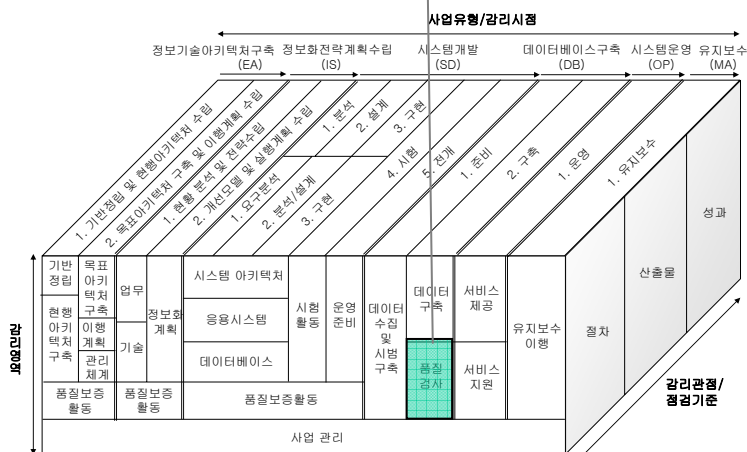 사업유형/감리시점
정보기술아키텍처구축
(EA)
정보화전략계획수립
(IS)
시스템개발
(SD)
데이터베이스구축
(DB)
시스템운영
(OP)
유지보수
(MA)
1. 기반정립 및 현행아키텍처 수립
2. 목표아키텍처 구축 및 이행계획 수립
1. 현황 분석 및 전략수립
2. 개선모델 및 실행계획 수립
1. 분석
2. 설계
3. 구현
1. 요구분석
2. 분석/설계
3. 구현
4. 시험
5. 전개
1. 준비
2. 구축
1. 운영
1. 유지보수
감리영역
기반
정립
현행
아키
텍처
구축
목표
아키
텍처
구축
이행
계획
관리
체계
품질보증
활동
업무
기술
정보화
계획
품질보증
활동
시스템 아키텍처
응용시스템
데이터베이스
시험
활동
운영
준비
품질보증활동
데이터
수집
및
시범
구축
데이터
구축
품질
검사
서비스
제공
서비스
지원
유지보수
이행
사업 관리
절차
산출물
성과
감리관점/
점검기준